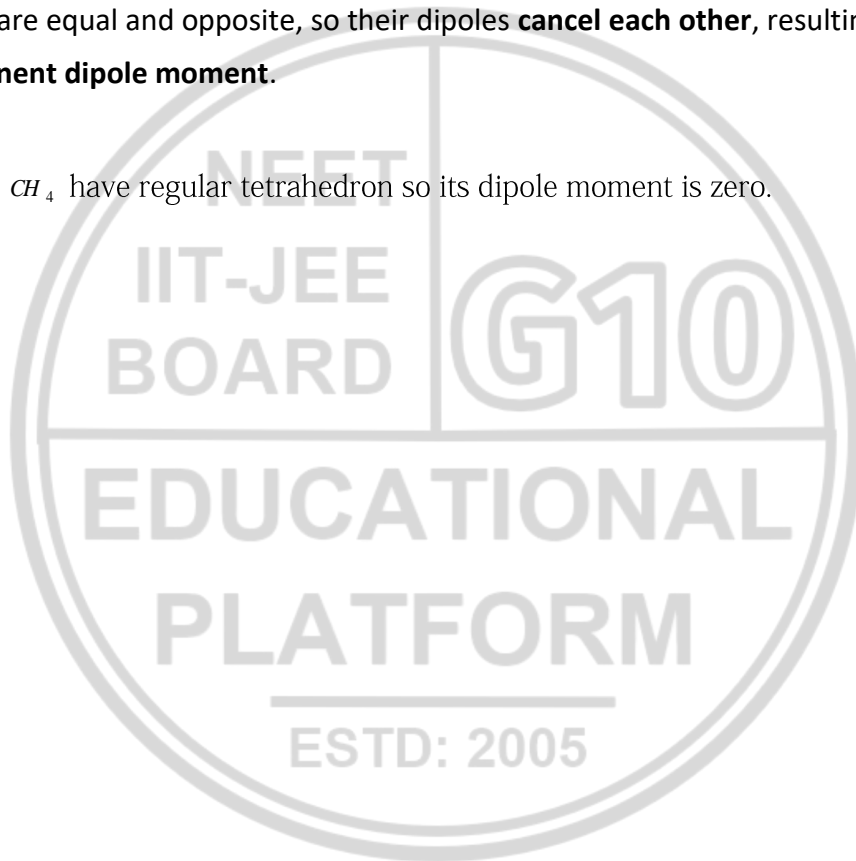 are equal and opposite, so their dipoles cancel each other, resulting
nent dipole moment.
CH₄ have regular tetrahedron so its dipole moment is zero.
NEET
IIT-JEE
BOARD
G10
EDUCATIONAL
PLATFORM
ESTD: 2005